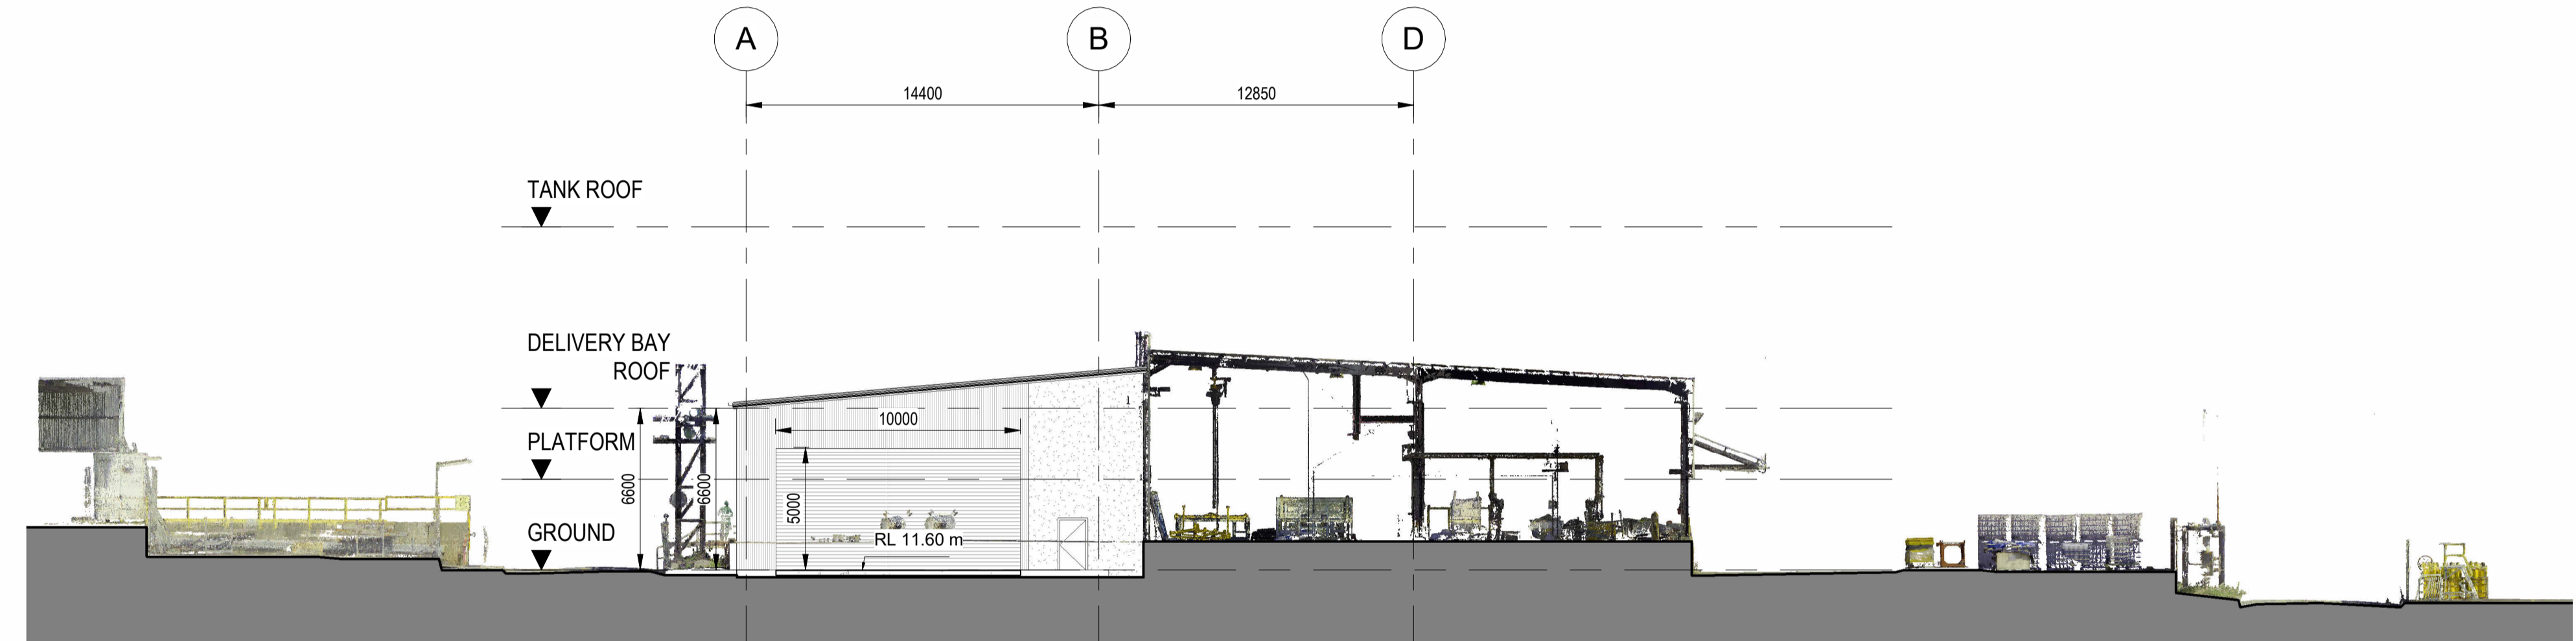 A
B
D
14400
12850
TANK ROOF
DELIVERY BAY
ROOF
10000
PLATFORM
6600
6600
5000
GROUND
RL 11.60 m